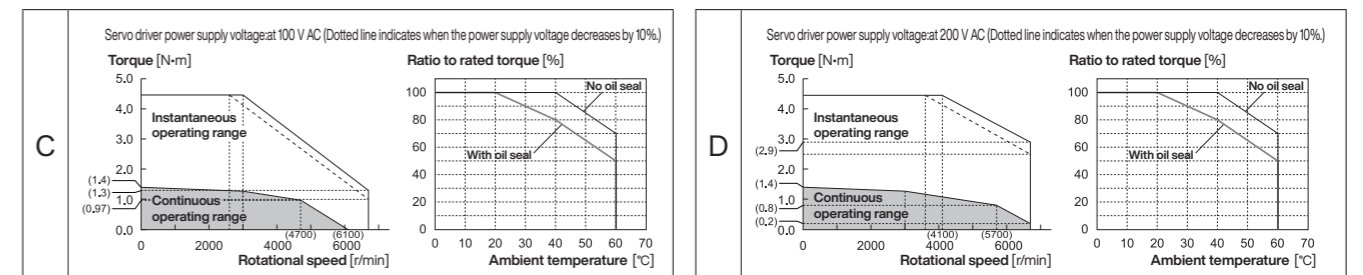 C
Servo driver power supply voltage:at 100 V AC (Dotted line indicates when the power supply voltage decreases by 10%.)
Torque [N·m]
5.0
4.0
3.0
2.0
(1.4)
(1.3)
1.0
(0.97)
0.0
Instantaneous
operating range
Continuous
operating range
0
2000
4000
(4700)
(6100)
6000
Rotational speed [r/min]
Ratio to rated torque [%]
100
80
60
40
20
0
No oil seal
With oil seal
0 10 20 30 40 50 60 70
Ambient temperature [℃]
D
Servo driver power supply voltage:at 200 V AC (Dotted line indicates when the power supply voltage decreases by 10%.)
Torque [N·m]
5.0
4.0
3.0
(2.9)
2.0
(1.4)
1.0
(0.8)
(0.2)
0.0
Instantaneous
operating range
Continuous
operating range
0
2000
(4100)
4000
(5700)
6000
Rotational speed [r/min]
Ratio to rated torque [%]
100
80
60
40
20
0
No oil seal
With oil seal
0 10 20 30 40 50 60 70
Ambient temperature [℃]